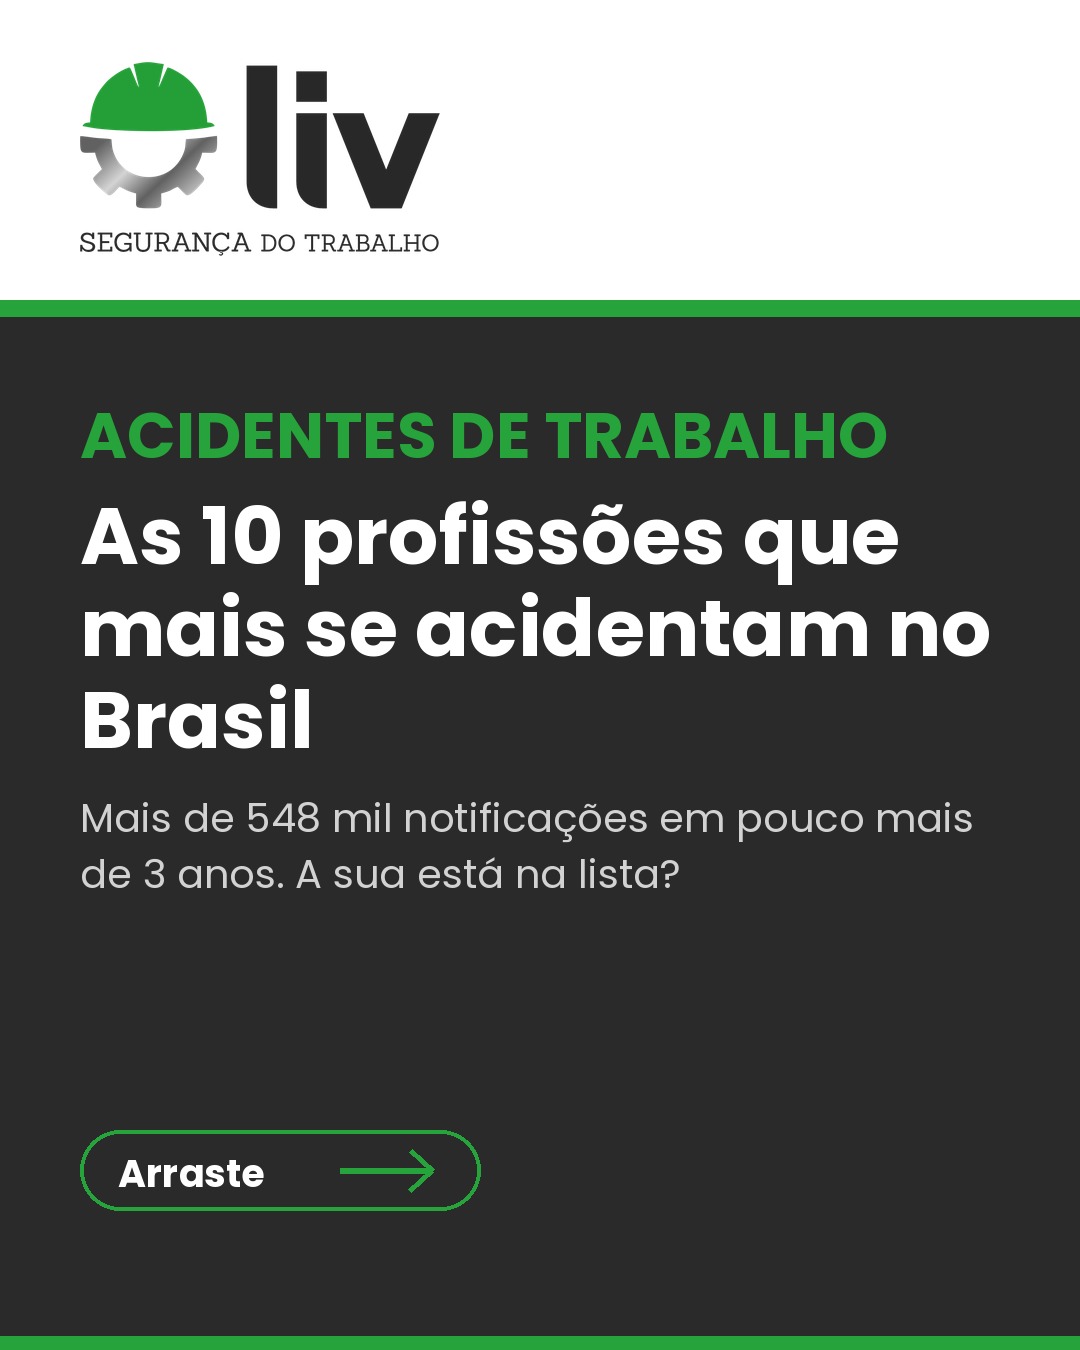 liv
SEGURANÇA DO TRABALHO
ACIDENTES DE TRABALHO
As 10 profissões que
mais se acidentam no
Brasil
Mais de 548 mil notificações em pouco mais
de 3 anos. A sua está na lista?
Arraste